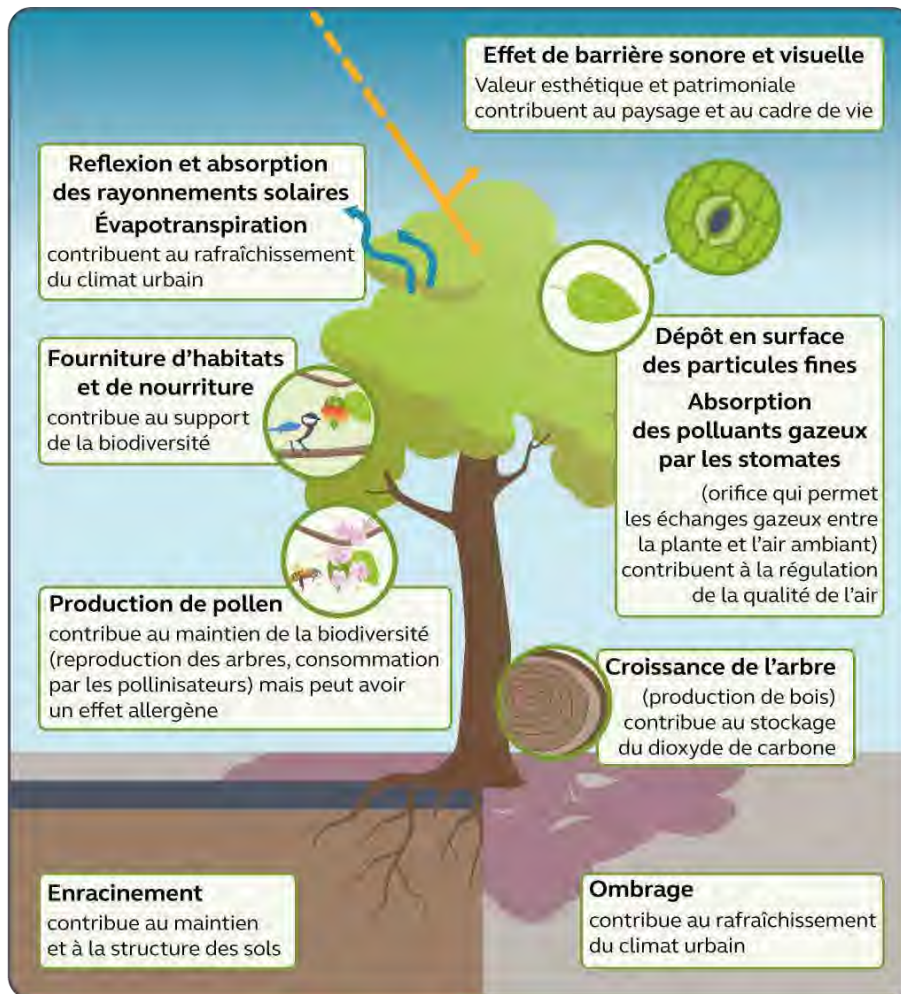 Effet de barrière sonore et visuelle
Valeur esthétique et patrimoniale
contribuent au paysage et au cadre de vie
Reflexion et absorption
des rayonnements solaires
Évapotranspiration
contribuent au rafraîchissement
du climat urbain
Dépôt en surface
des particules fines
Absorption
des polluants gazeux
par les stomates
(orifice qui permet
les échanges gazeux entre
la plante et l'air ambiant)
contribuent à la régulation
de la qualité de l'air
Fourniture d'habitats
et de nourriture
contribue au support
de la biodiversité
Production de pollen
contribue au maintien de la biodiversité
(reproduction des arbres, consommation
par les pollinisateurs) mais peut avoir
un effet allergène
Croissance de l'arbre
(production de bois)
contribue au stockage
du dioxyde de carbone
Enracinement
contribue au maintien
et à la structure des sols
Ombrage
contribue au rafraîchissement
du climat urbain